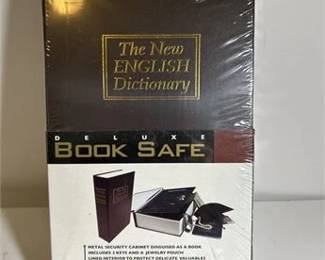 The New
ENGLISH
Dictionary
DELUXE
BOOK SAFE
METAL SECURITY CABINET DISGUISED AS A BOOK
INCLUDES 2 KEYS AND A JEWELRY POUCH
LINED INTERIOR TO PROTECT DELICATE VALUABLES